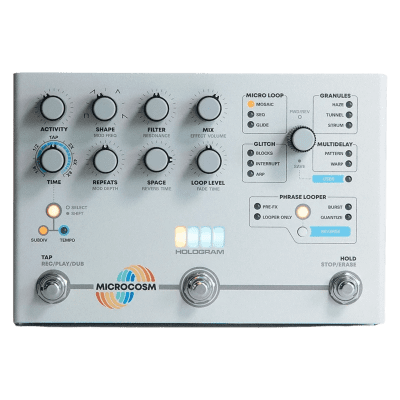 MICRO LOOP
GRANULES
MOSAIC
HAZE
SEQ
TUNNEL
GLIDE
STRUM
ACTIVITY
SHAPE
FILTER
MIX
TAP
MOD FREQ.
RESONANCE
EFFECT VOLUME
GLITCH
MULTIDELAY
BLOCKS
PATTERN
INTERRUPT
WARP
ARP
SAVE
TIME
REPEATS
SPACE
LOOP LEVEL
MOD DEPTH
REVERB TIME
FADE TIME
PHRASE LOOPER
SELECT
SHIFT
PRE-FX
BURST
LOOPER ONLY
QUANTIZE
SUBDIV
TEMPO
HOLOGRAM
TAP
REC/PLAY/DUB
HOLD
STOP/ERASE
MICROCOSM